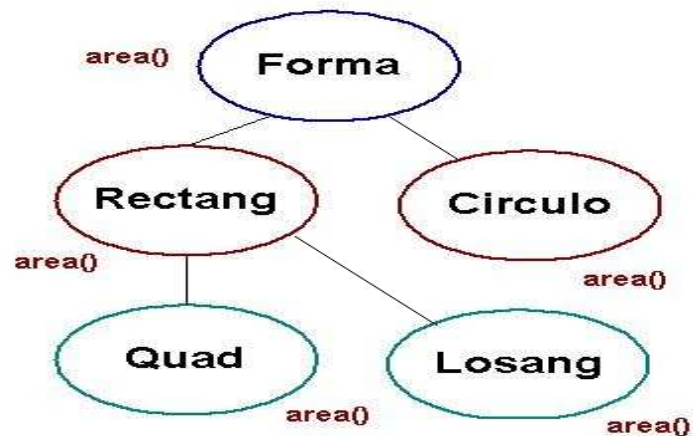 area()
Forma
Rectang
Circulo
area()
area()
Quad
Losang
area()
area()